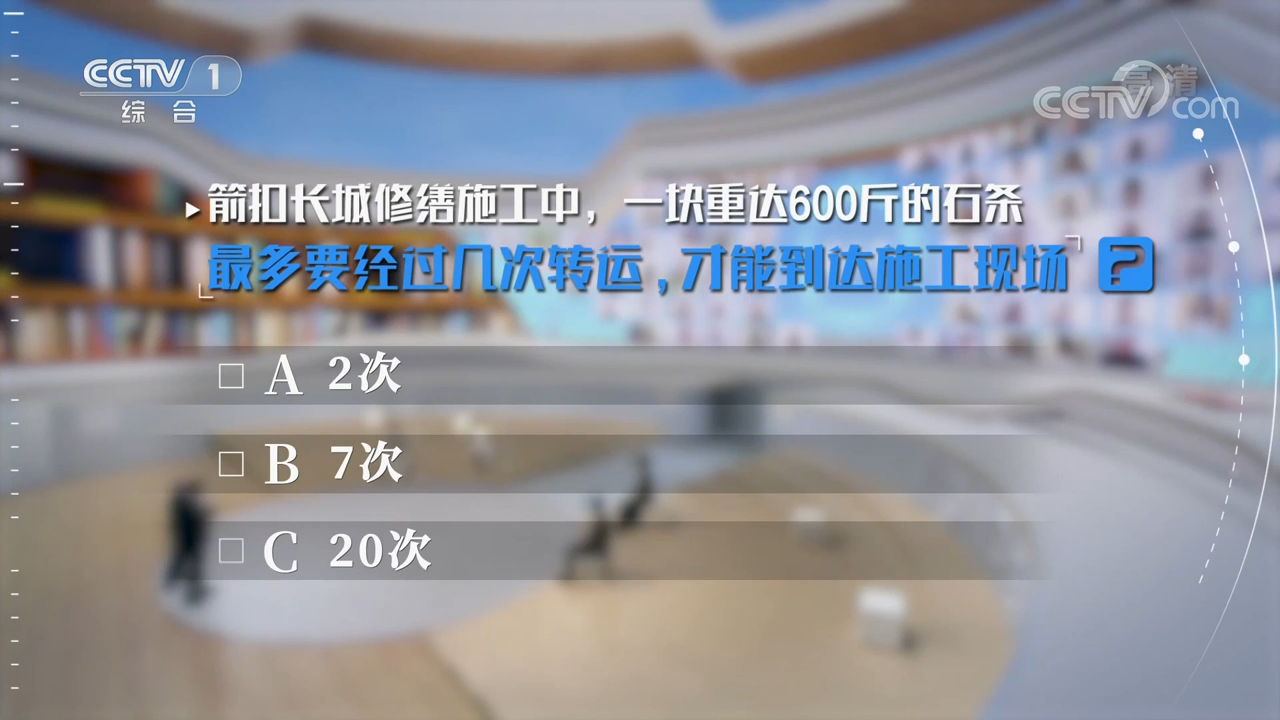 CCTV 1
综合
高清
CCTV com
箭扣长城修缮施工中，一块重达600斤的石条
最多要经过几次转运，才能到达施工现场？
A 2次
B 7次
C 20次